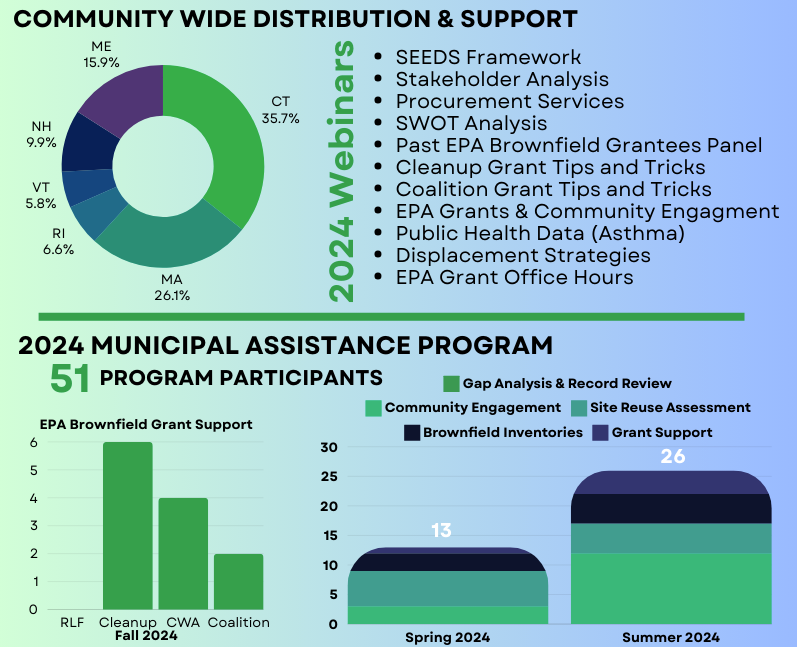 COMMUNITY WIDE DISTRIBUTION & SUPPORT
ME
15.9%
CT
35.7%
NH
9.9%
VT
5.8%
RI
6.6%
MA
26.1%
2024 Webinars
• SEEDS Framework
• Stakeholder Analysis
• Procurement Services
• SWOT Analysis
• Past EPA Brownfield Grantees Panel
• Cleanup Grant Tips and Tricks
• Coalition Grant Tips and Tricks
• EPA Grants & Community Engagment
• Public Health Data (Asthma)
• Displacement Strategies
• EPA Grant Office Hours
2024 MUNICIPAL ASSISTANCE PROGRAM
51 PROGRAM PARTICIPANTS
EPA Brownfield Grant Support
6
5
4
3
2
1
0
RLF Cleanup CWA Coalition
Fall 2024
Gap Analysis & Record Review
Community Engagement Site Reuse Assessment
Brownfield Inventories Grant Support
30
25
20
15
10
5
0
13
26
Spring 2024 Summer 2024